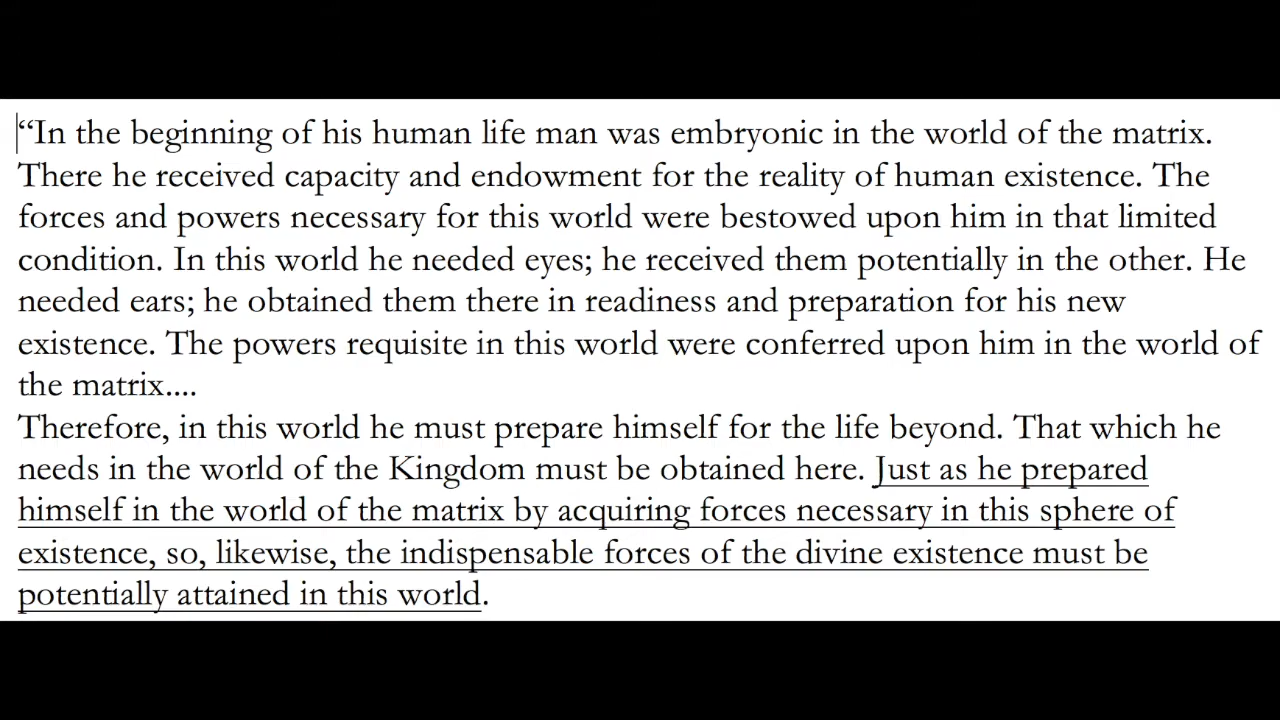 “In the beginning of his human life man was embryonic in the world of the matrix.
There he received capacity and endowment for the reality of human existence. The
forces and powers necessary for this world were bestowed upon him in that limited
condition. In this world he needed eyes; he received them potentially in the other. He
needed ears; he obtained them there in readiness and preparation for his new
existence. The powers requisite in this world were conferred upon him in the world of
the matrix....
Therefore, in this world he must prepare himself for the life beyond. That which he
needs in the world of the Kingdom must be obtained here. Just as he prepared
himself in the world of the matrix by acquiring forces necessary in this sphere of
existence, so, likewise, the indispensable forces of the divine existence must be
potentially attained in this world.